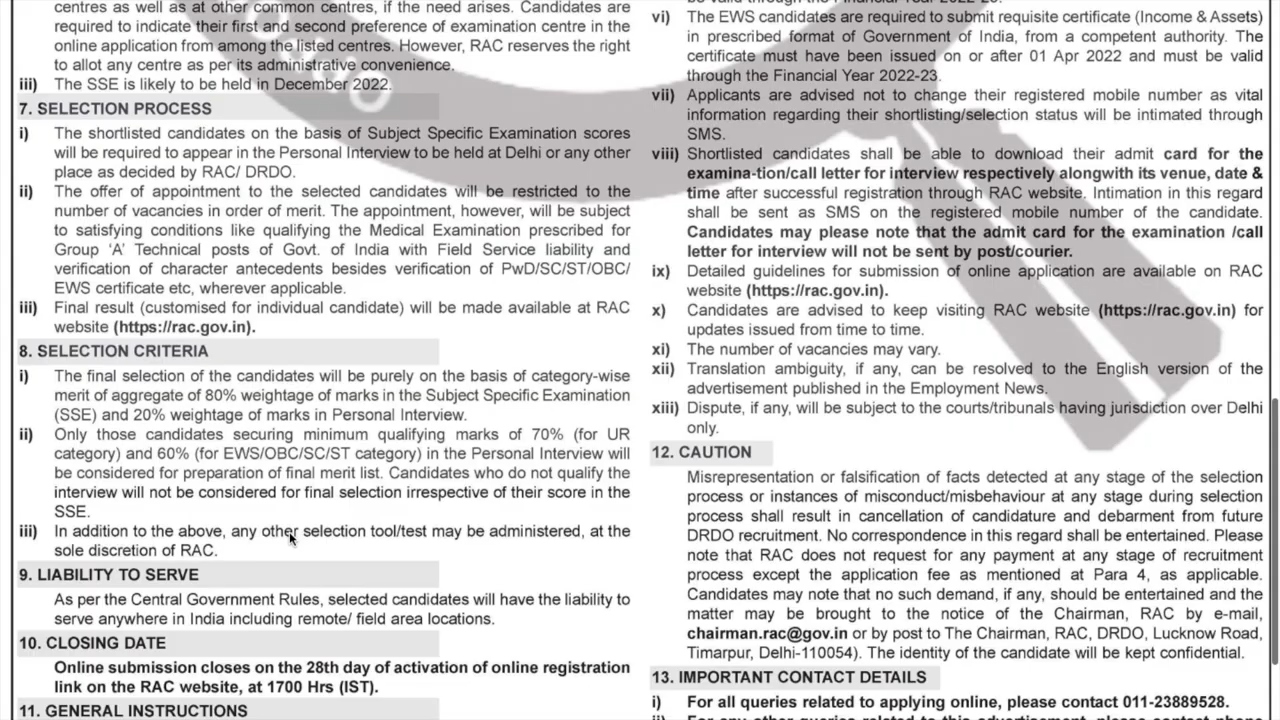 centres as well as at other common centres, if the need arises. Candidates are
required to indicate their first and second preference of examination centre in the
online application from among the listed centres. However, RAC reserves the right
to allot any centre as per its administrative convenience.
iii) The SSE is likely to be held in December 2022.
7. SELECTION PROCESS
i) The shortlisted candidates on the basis of Subject Specific Examination scores
will be required to appear in the Personal Interview to be held at Delhi or any other
place as decided by RAC/ DRDO.
ii) The offer of appointment to the selected candidates will be restricted to the
number of vacancies in order of merit. The appointment, however, will be subject
to satisfying conditions like qualifying the Medical Examination prescribed for
Group ‘A’ Technical posts of Govt. of India with Field Service liability and
verification of character antecedents besides verification of PwD/SC/ST/OBC/
EWS certificate etc, wherever applicable.
iii) Final result (customised for individual candidate) will be made available at RAC
website (https://rac.gov.in).
8. SELECTION CRITERIA
i) The final selection of the candidates will be purely on the basis of category-wise
merit of aggregate of 80% weightage of marks in the Subject Specific Examination
(SSE) and 20% weightage of marks in Personal Interview.
ii) Only those candidates securing minimum qualifying marks of 70% (for UR
category) and 60% (for EWS/OBC/SC/ST category) in the Personal Interview will
be considered for preparation of final merit list. Candidates who do not qualify the
interview will not be considered for final selection irrespective of their score in the
SSE.
iii) In addition to the above, any other selection tool/test may be administered, at the
sole discretion of RAC.
9. LIABILITY TO SERVE
As per the Central Government Rules, selected candidates will have the liability to
serve anywhere in India including remote/ field area locations.
10. CLOSING DATE
Online submission closes on the 28th day of activation of online registration
link on the RAC website, at 1700 Hrs (IST).
11. GENERAL INSTRUCTIONS
vi) The EWS candidates are required to submit requisite certificate (Income & Assets)
in prescribed format of Government of India, from a competent authority. The
certificate must have been issued on or after 01 Apr 2022 and must be valid
through the Financial Year 2022-23.
vii) Applicants are advised not to change their registered mobile number as vital
information regarding their shortlisting/selection status will be intimated through
SMS.
viii) Shortlisted candidates shall be able to download their admit card for the
examina-tion/call letter for interview respectively alongwith its venue, date &
time after successful registration through RAC website. Intimation in this regard
shall be sent as SMS on the registered mobile number of the candidate.
Candidates may please note that the admit card for the examination /call
letter for interview will not be sent by post/courier.
ix) Detailed guidelines for submission of online application are available on RAC
website (https://rac.gov.in).
x) Candidates are advised to keep visiting RAC website (https://rac.gov.in) for
updates issued from time to time.
xi) The number of vacancies may vary.
xii) Translation ambiguity, if any, can be resolved to the English version of the
advertisement published in the Employment News.
xiii) Dispute, if any, will be subject to the courts/tribunals having jurisdiction over Delhi
only.
12. CAUTION
Misrepresentation or falsification of facts detected at any stage of the selection
process or instances of misconduct/misbehaviour at any stage during selection
process shall result in cancellation of candidature and debarment from future
DRDO recruitment. No correspondence in this regard shall be entertained. Please
note that RAC does not request for any payment at any stage of recruitment
process except the application fee as mentioned at Para 4, as applicable.
Candidates may note that no such demand, if any, should be entertained and the
matter may be brought to the notice of the Chairman, RAC by e-mail,
chairman.rac@gov.in or by post to The Chairman, RAC, DRDO, Lucknow Road,
Timarpur, Delhi-110054). The identity of the candidate will be kept confidential.
13. IMPORTANT CONTACT DETAILS
i) For all queries related to applying online, please contact 011-23889528.